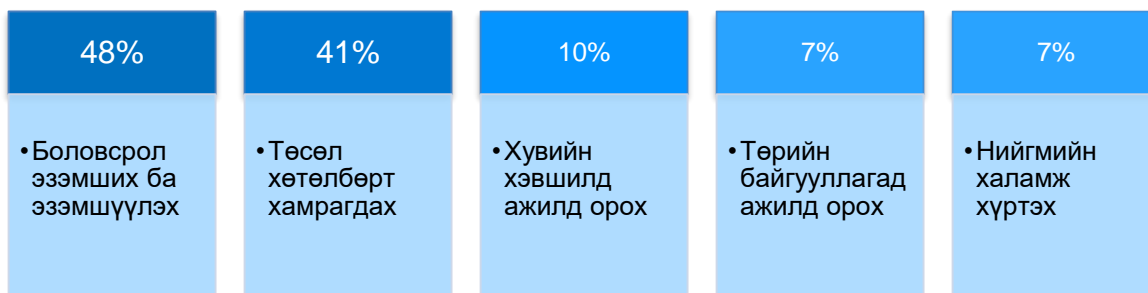 48%
• Боловсрол
эзэмших ба
эзэмшүүлэх
41%
• Төсөл
хөтөлбөрт
хамрагдах
10%
• Хувийн
хэвшилд
ажилд орох
7%
• Төрийн
байгууллагад
ажилд орох
7%
• Нийгмийн
халамж
хүртэх